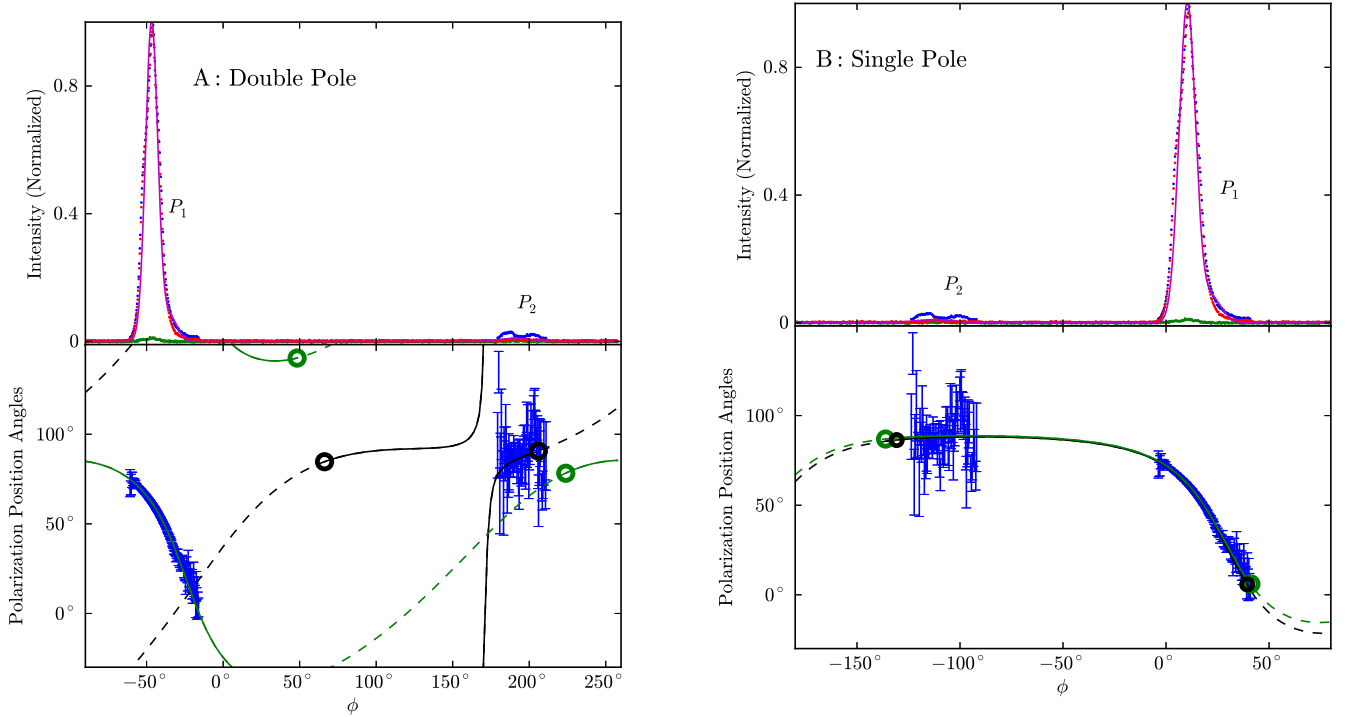 A : Double Pole
0.8
0.4
0
Intensity (Normalized)
P1
P2
100°
50°
0°
Polarization Position Angles
−50° 0° 50° 100° 150° 200° 250°
ϕ
B : Single Pole
0.8
0.4
0
Intensity (Normalized)
P1
P2
100°
50°
0°
Polarization Position Angles
−150° −100° −50° 0° 50°
ϕ